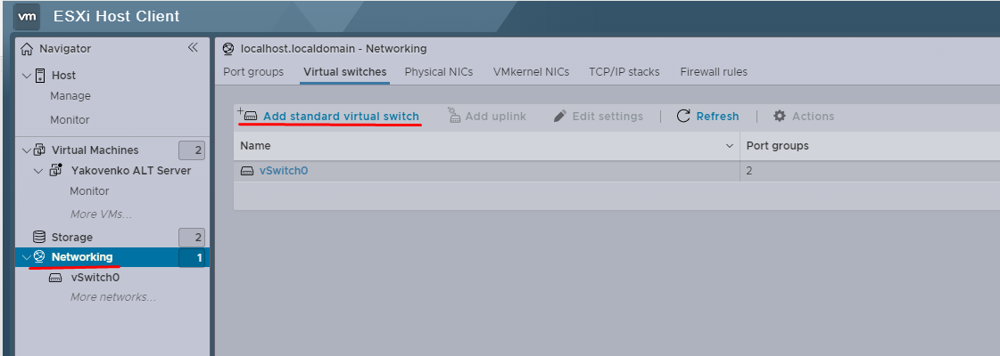 vm ESXi Host Client
Navigator
Host
Manage
Monitor
Virtual Machines 2
Yakovenko ALT Server
Monitor
More VMs...
Storage 2
Networking 1
vSwitch0
More networks...
localhost.localdomain - Networking
Port groups Virtual switches Physical NICs VMkernel NICs TCP/IP stacks Firewall rules
Add standard virtual switch Add uplink Edit settings | Refresh | Actions
Name Port groups
vSwitch0 2